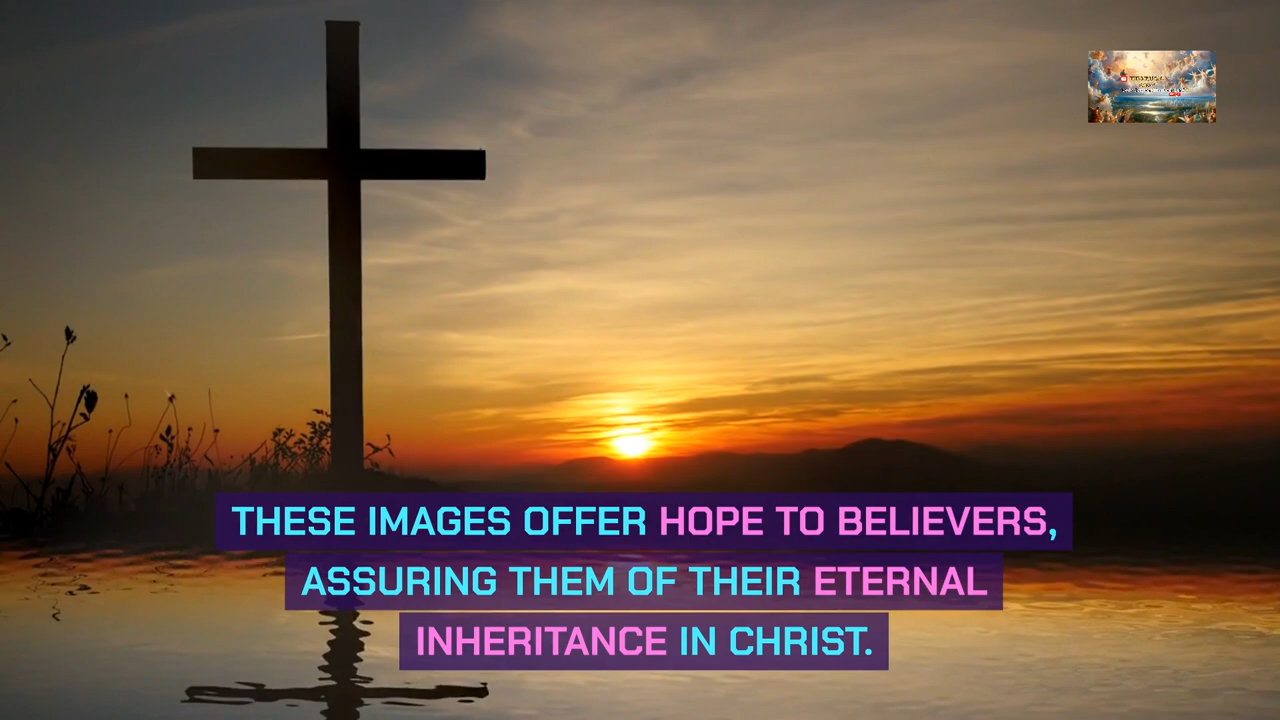 THESE IMAGES OFFER HOPE TO BELIEVERS,
ASSURING THEM OF THEIR ETERNAL
INHERITANCE IN CHRIST.